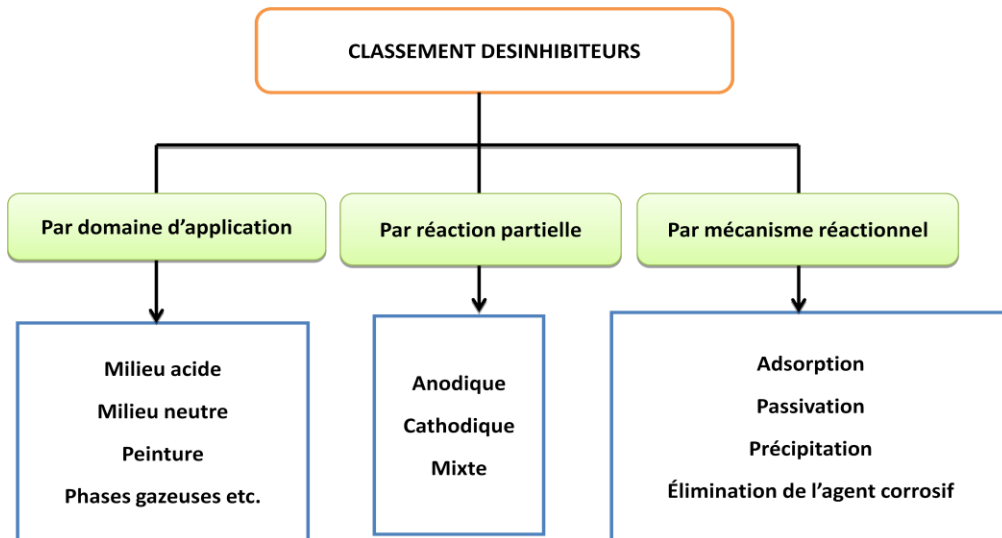 CLASSEMENT DESINHIBITEURS
Par domaine d’application
Par réaction partielle
Par mécanisme réactionnel
Milieu acide
Milieu neutre
Peinture
Phases gazeuses etc.
Anodique
Cathodique
Mixte
Adsorption
Passivation
Précipitation
Élimination de l’agent corrosif